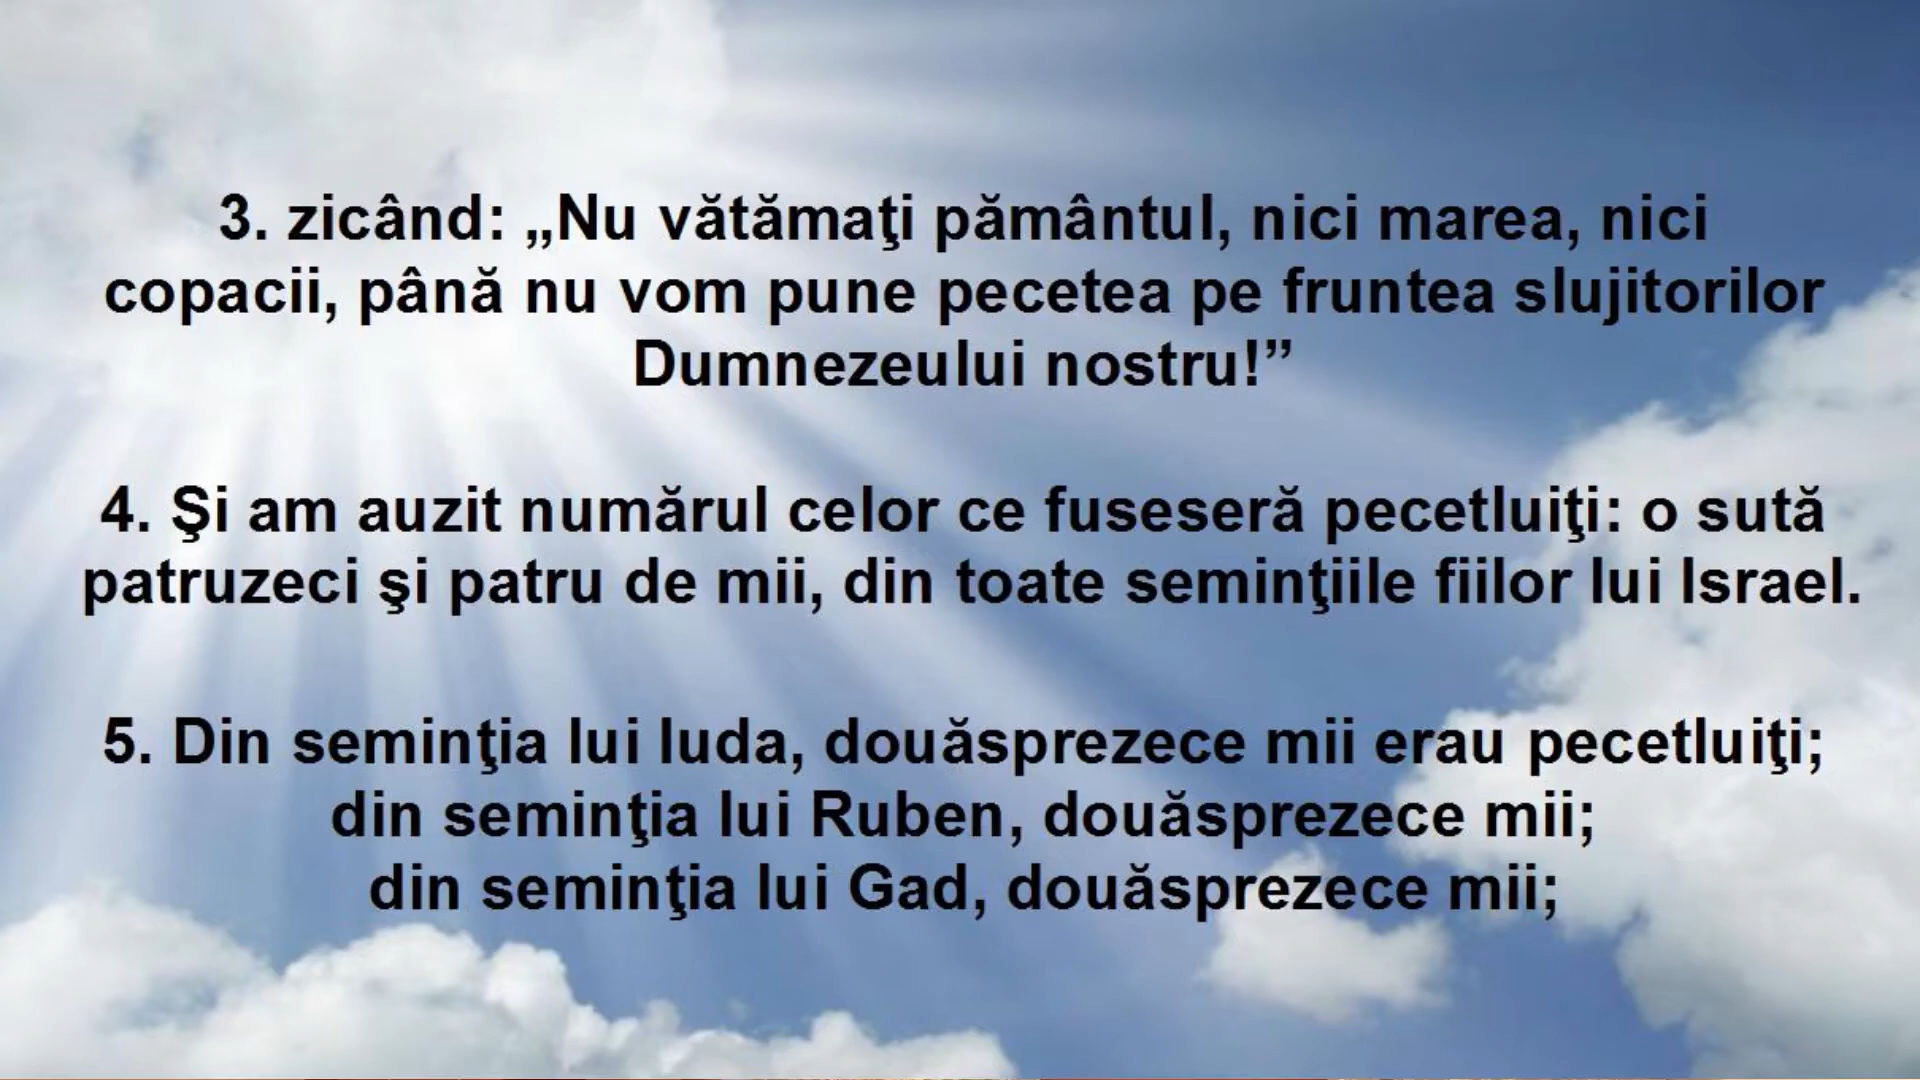 3. zicând: „Nu vătămaţi pământul, nici marea, nici
copacii, până nu vom pune pecetea pe fruntea slujitorilor
Dumnezeului nostru!”
4. Şi am auzit numărul celor ce fuseseră pecetluiţi: o sută
patruzeci şi patru de mii, din toate seminţiile fiilor lui Israel.
5. Din seminţia lui Iuda, douăsprezece mii erau pecetluiţi;
din seminţia lui Ruben, douăsprezece mii;
din seminţia lui Gad, douăsprezece mii;